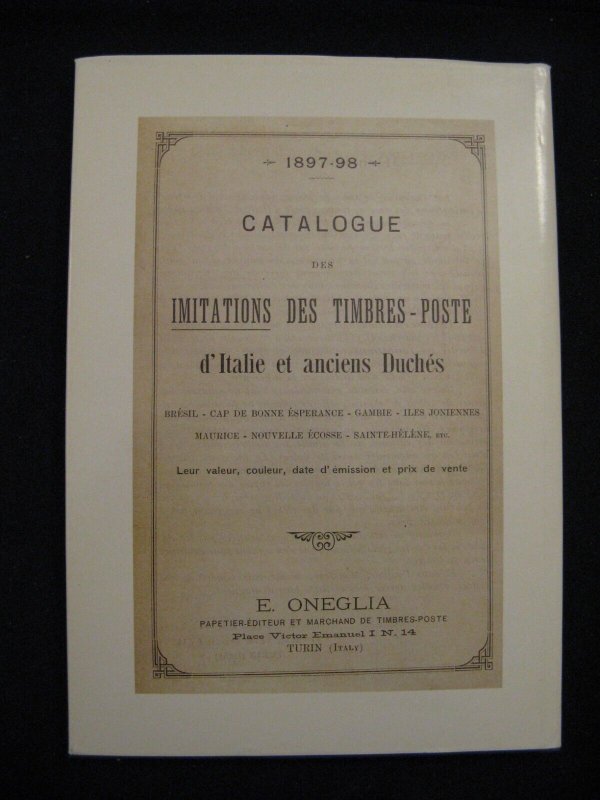 1897-98
CATALOGUE
DES
IMITATIONS DES TIMBRES-POSTE
d'Italie et anciens Duchés
BRÉSIL - CAP DE BONNE ÉSPERANCE - GAMBIE - ILES JONIENNES
MAURICE - NOUVELLE ÉCOSSE - SAINTE-HÉLÈNE, ETC.
Leur valeur, couleur, date d'émission et prix de vente
E. ONEGLIA
PAPETIER-ÉDITEUR ET MARCHAND DE TIMBRES-POSTE
Place Victor Emanuel I N. 14
TURIN (ITALY)